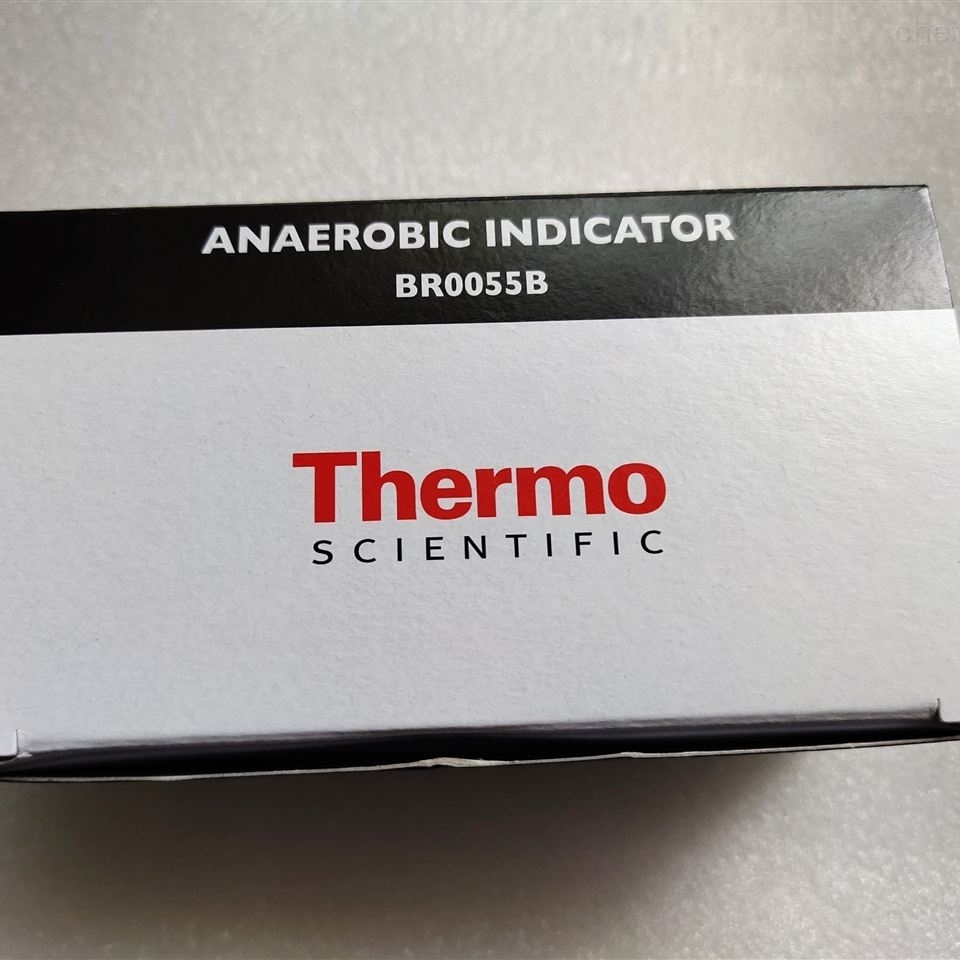 ANAEROBIC INDICATOR
BR0055B
Thermo
SCIENTIFIC